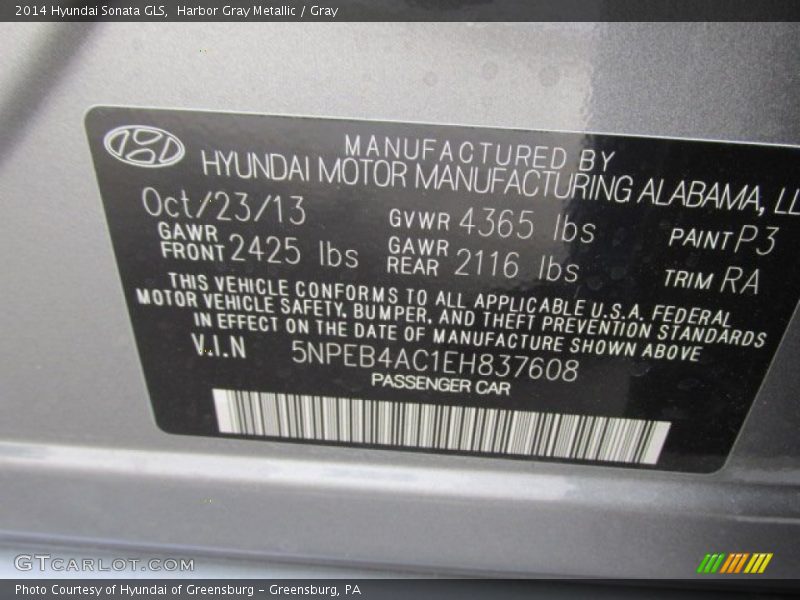 2014 Hyundai Sonata GLS, Harbor Gray Metallic / Gray
MANUFACTURED BY
HYUNDAI MOTOR MANUFACTURING ALABAMA, LL
Oct/23/13 GVWR 4365 lbs PAINT P3
GAWR FRONT 2425 lbs GAWR REAR 2116 lbs TRIM RA
THIS VEHICLE CONFORMS TO ALL APPLICABLE U.S.A. FEDERAL
MOTOR VEHICLE SAFETY, BUMPER, AND THEFT PREVENTION STANDARDS
IN EFFECT ON THE DATE OF MANUFACTURE SHOWN ABOVE
V.I.N 5NPEB4AC1EH837608
PASSENGER CAR
GTCARLOT.COM
Photo Courtesy of Hyundai of Greensburg – Greensburg, PA